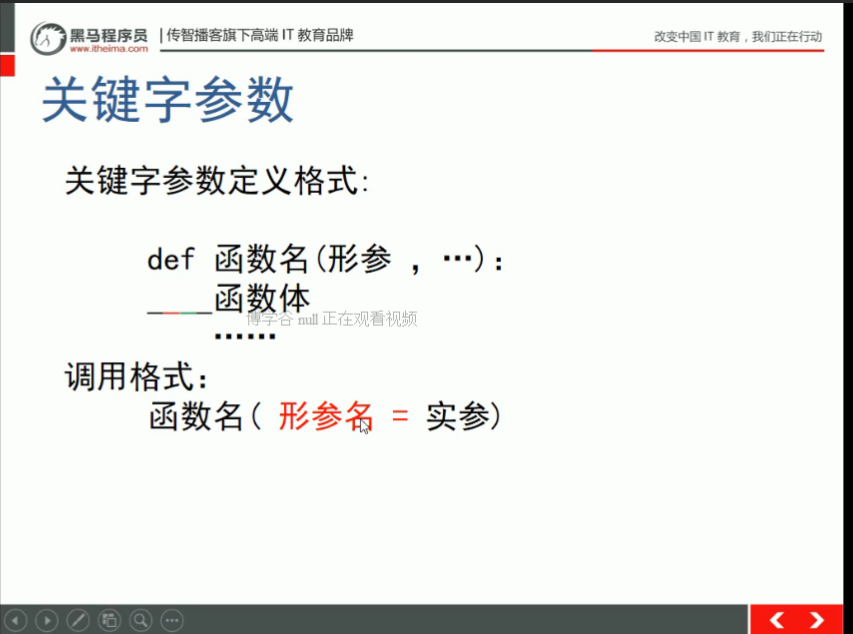 黑马程序员 | 传智播客旗下高端 IT 教育品牌
www.itheima.com
改变中国 IT 教育，我们正在行动
关键字参数
关键字参数定义格式:
def 函数名(形参 , …):
____函数体
博学谷 null 正在观看视频
……
调用格式:
函数名( 形参名 = 实参)